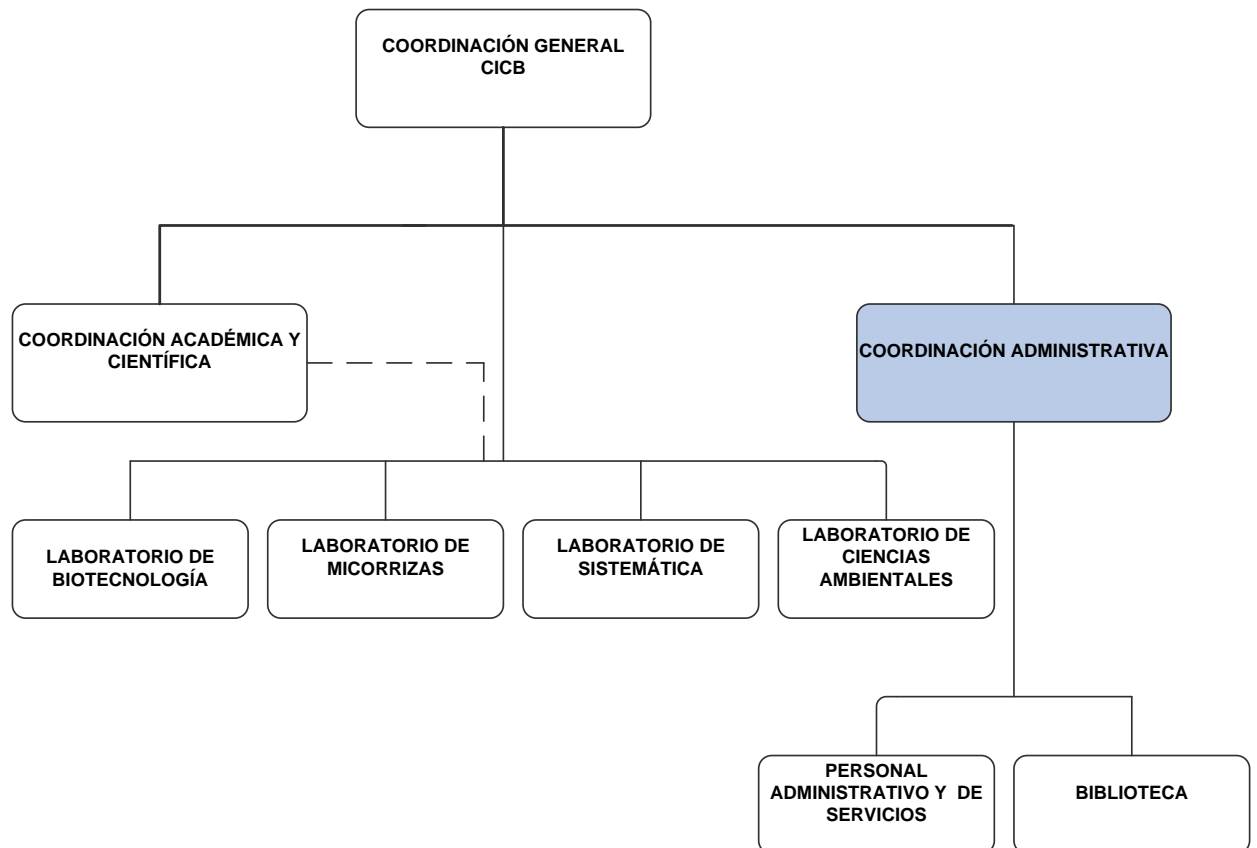 COORDINACIÓN GENERAL
CICB
COORDINACIÓN ACADÉMICA Y
CIENTÍFICA
COORDINACIÓN ADMINISTRATIVA
LABORATORIO DE
BIOTECNOLOGÍA
LABORATORIO DE
MICORRIZAS
LABORATORIO DE
SISTEMÁTICA
LABORATORIO DE
CIENCIAS
AMBIENTALES
PERSONAL
ADMINISTRATIVO Y DE
SERVICIOS
BIBLIOTECA